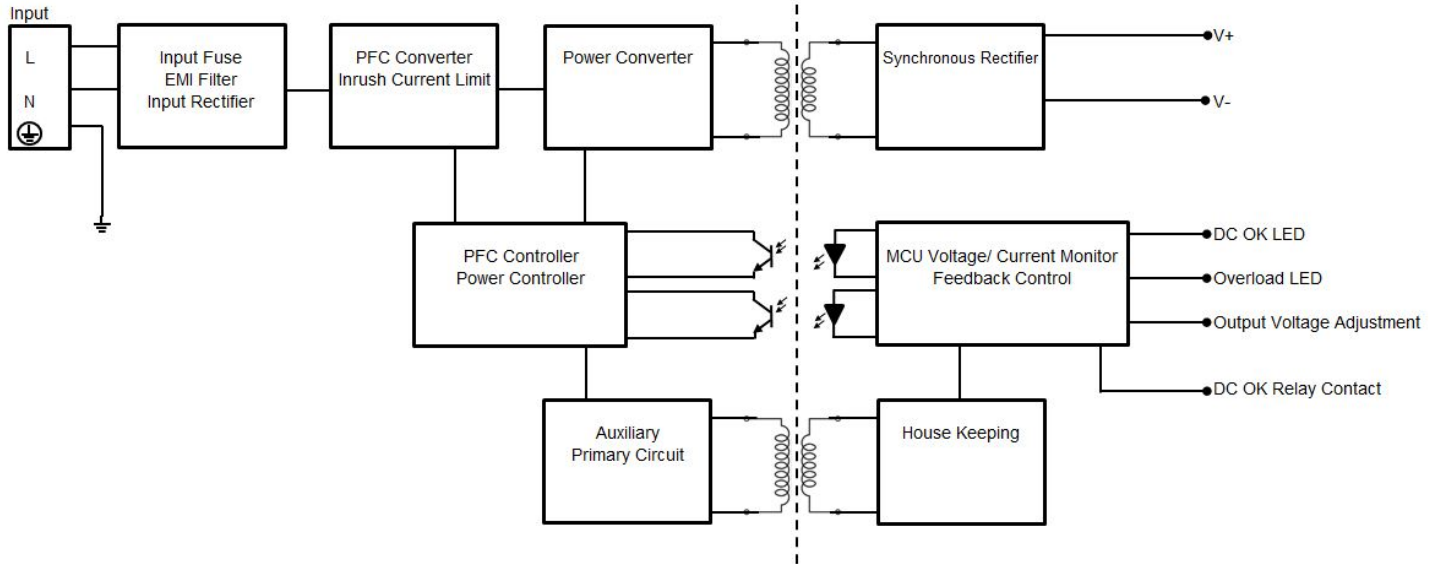 Input
L
N
Input Fuse
EMI Filter
Input Rectifier
PFC Converter
Inrush Current Limit
Power Converter
Synchronous Rectifier
V+
V-
PFC Controller
Power Controller
MCU Voltage/ Current Monitor
Feedback Control
DC OK LED
Overload LED
Output Voltage Adjustment
DC OK Relay Contact
Auxiliary
Primary Circuit
House Keeping